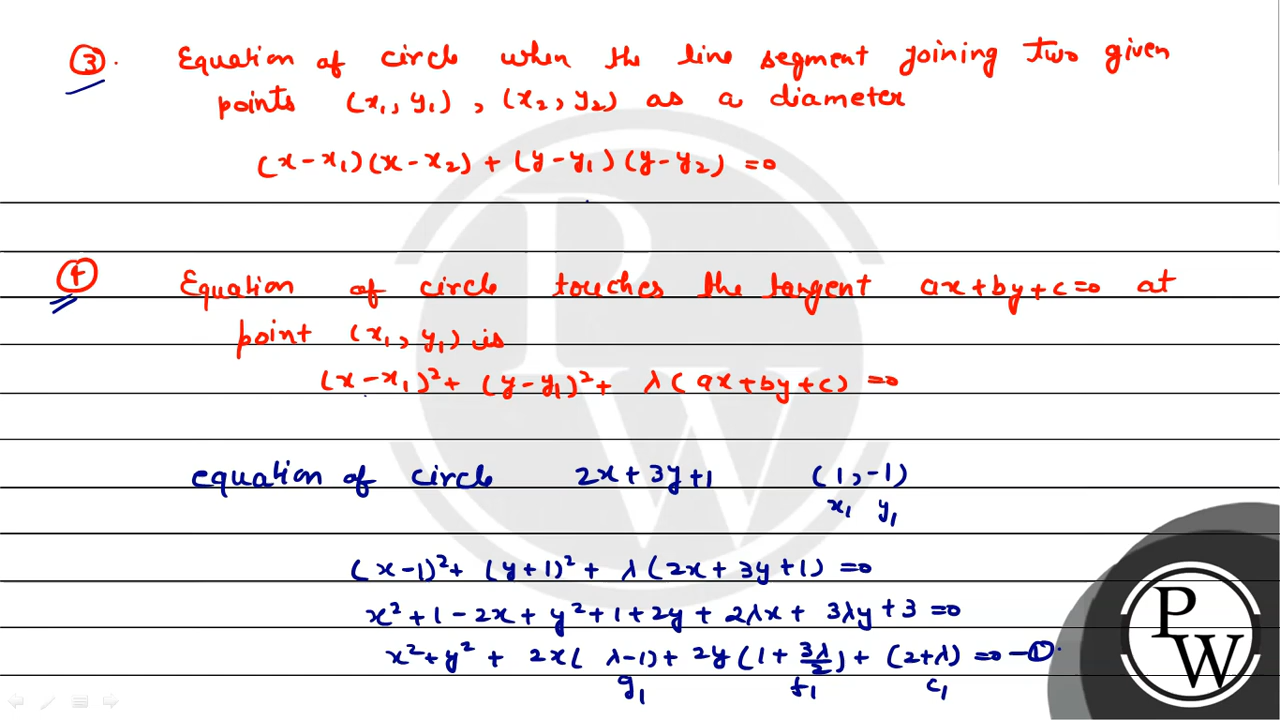 ③. Equation of circle when the line segment joining two given
points (x₁, y₁), (x₂, y₂) as a diameter
(x-x₁)(x-x₂) + (y-y₁)(y-y₂) = 0
④ Equation of circle touches the tangent ax+by+c=0 at
point (x₁, y₁) is
(x-x₁)² + (y-y₁)² + λ(ax+by+c) = 0
equation of circle 2x+3y+1 (1,-1)
x₁ y₁
(x-1)² + (y+1)² + λ(2x+3y+1) = 0
x²+1-2x+y²+1+2y+2λx+3λy+3=0
x²+y² + 2x(λ-1) + 2y(1+3λ/2) + (2+λ) = 0 -①.
g₁ f₁ c₁
PW
PW